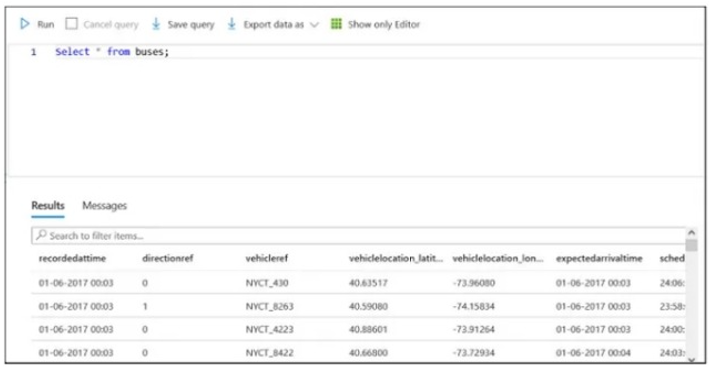 Run Cancel query Save query Export data as Show only Editor
1 Select * from buses;
Results Messages
Search to filter items...
recordedattime directionref vehicleref vehiclelocation_latit... vehiclelocation_lon... expectedarrivaltime sched
01-06-2017 00:03 0 NYCT_430 40.63517 -73.96080 01-06-2017 00:03 24:06:
01-06-2017 00:03 1 NYCT_8263 40.59080 -74.15834 01-06-2017 00:03 23:58:
01-06-2017 00:03 0 NYCT_4223 40.88601 -73.91264 01-06-2017 00:03 24:00:
01-06-2017 00:03 0 NYCT_8422 40.66800 -73.72934 01-06-2017 00:04 24:03: